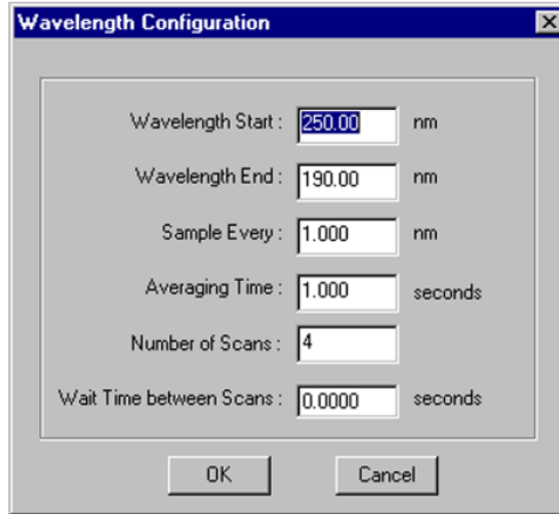 Wavelength Configuration
Wavelength Start : 250.00 nm
Wavelength End : 190.00 nm
Sample Every : 1.000 nm
Averaging Time : 1.000 seconds
Number of Scans : 4
Wait Time between Scans : 0.0000 seconds
OK Cancel